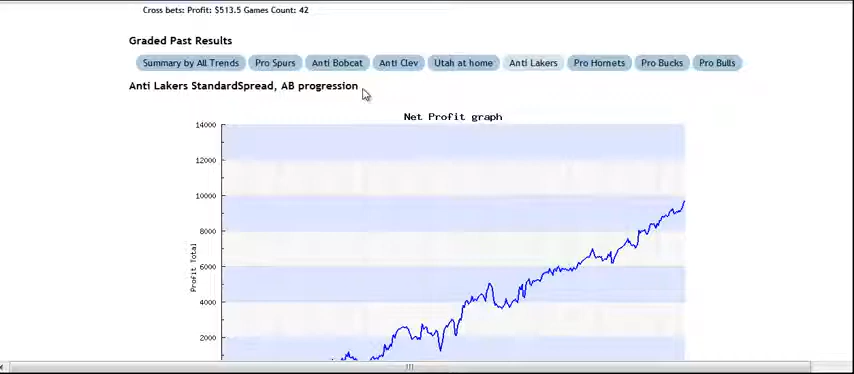 Cross bets: Profit: $513.5 Games Count: 42
Graded Past Results
Summary by All Trends Pro Spurs Anti Bobcat Anti Clev Utah at home Anti Lakers Pro Hornets Pro Bucks Pro Bulls
Anti Lakers StandardSpread, AB progression
Net Profit graph
14000
12000
10000
8000
6000
4000
2000
Profit Total